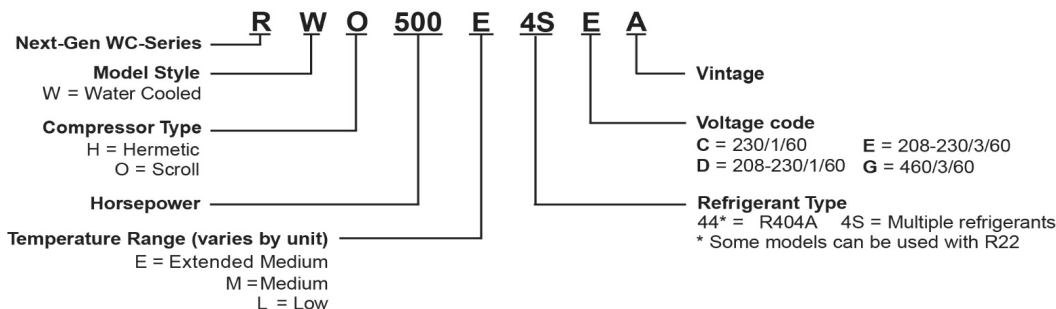 R W O 500 E 4S E A
Next-Gen WC-Series
Model Style
W = Water Cooled
Compressor Type
H = Hermetic
O = Scroll
Horsepower
Temperature Range (varies by unit)
E = Extended Medium
M = Medium
L = Low
Vintage
Voltage code
C = 230/1/60 E = 208-230/3/60
D = 208-230/1/60 G = 460/3/60
Refrigerant Type
44* = R404A 4S = Multiple refrigerants
* Some models can be used with R22